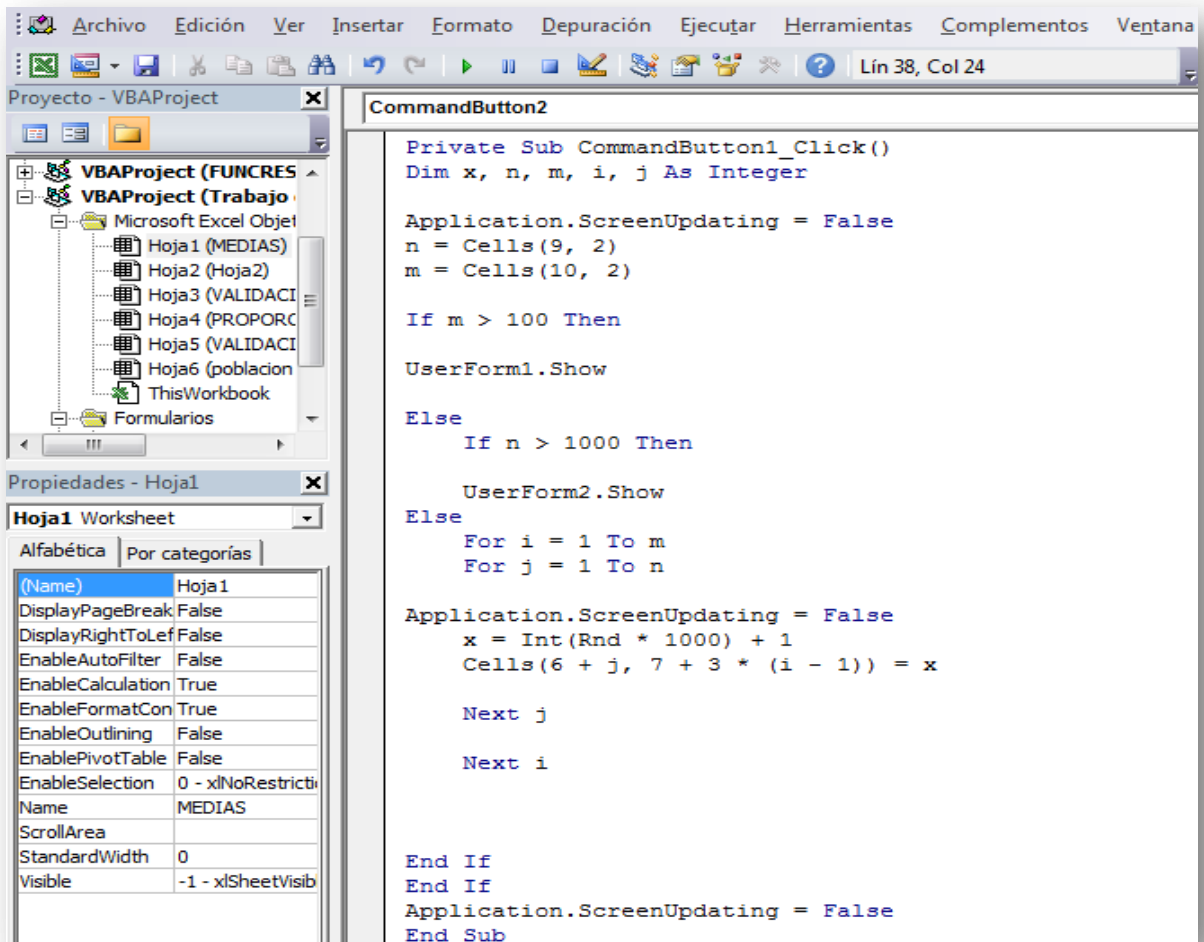 Archivo Edición Ver Insertar Formato Depuración Ejecutar Herramientas Complementos Ventana
Lín 38, Col 24
Proyecto - VBAProject
VBAProject (FUNCRES
VBAProject (Trabajo
Microsoft Excel Objet
Hoja1 (MEDIAS)
Hoja2 (Hoja2)
Hoja3 (VALIDACI
Hoja4 (PROPORC
Hoja5 (VALIDACI
Hoja6 (poblacion
ThisWorkbook
Formularios
Propiedades - Hoja1
Hoja1 Worksheet
Alfabética Por categorías
(Name) Hoja1
DisplayPageBreak False
DisplayRightToLef False
EnableAutoFilter False
EnableCalculation True
EnableFormatCon True
EnableOutlining False
EnablePivotTable False
EnableSelection 0 - xlNoRestricti
Name MEDIAS
ScrollArea
StandardWidth 0
Visible -1 - xlSheetVisib
CommandButton2
Private Sub CommandButton1_Click()
Dim x, n, m, i, j As Integer
Application.ScreenUpdating = False
n = Cells(9, 2)
m = Cells(10, 2)
If m > 100 Then
UserForm1.Show
Else
If n > 1000 Then
UserForm2.Show
Else
For i = 1 To m
For j = 1 To n
Application.ScreenUpdating = False
x = Int(Rnd * 1000) + 1
Cells(6 + j, 7 + 3 * (i - 1)) = x
Next j
Next i
End If
End If
Application.ScreenUpdating = False
End Sub